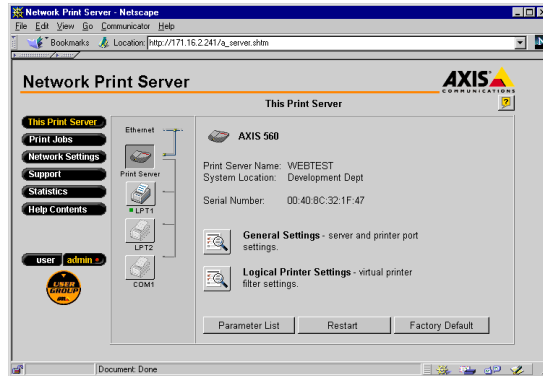 Network Print Server - Netscape
File Edit View Go Communicator Help
Bookmarks Location: http://171.16.2.241/a_server.shtm
Network Print Server
AXIS
COMMUNICATIONS
This Print Server
?
This Print Server
Print Jobs
Network Settings
Support
Statistics
Help Contents
user admin
USER GROUP
Ethernet
Print Server
LPT1
LPT2
COM1
AXIS 560
Print Server Name: WEBTEST
System Location: Development Dept
Serial Number: 00:40:8C:32:1F:47
General Settings - server and printer port
settings.
Logical Printer Settings - virtual printer
filter settings.
Parameter List
Restart
Factory Default
Document: Done